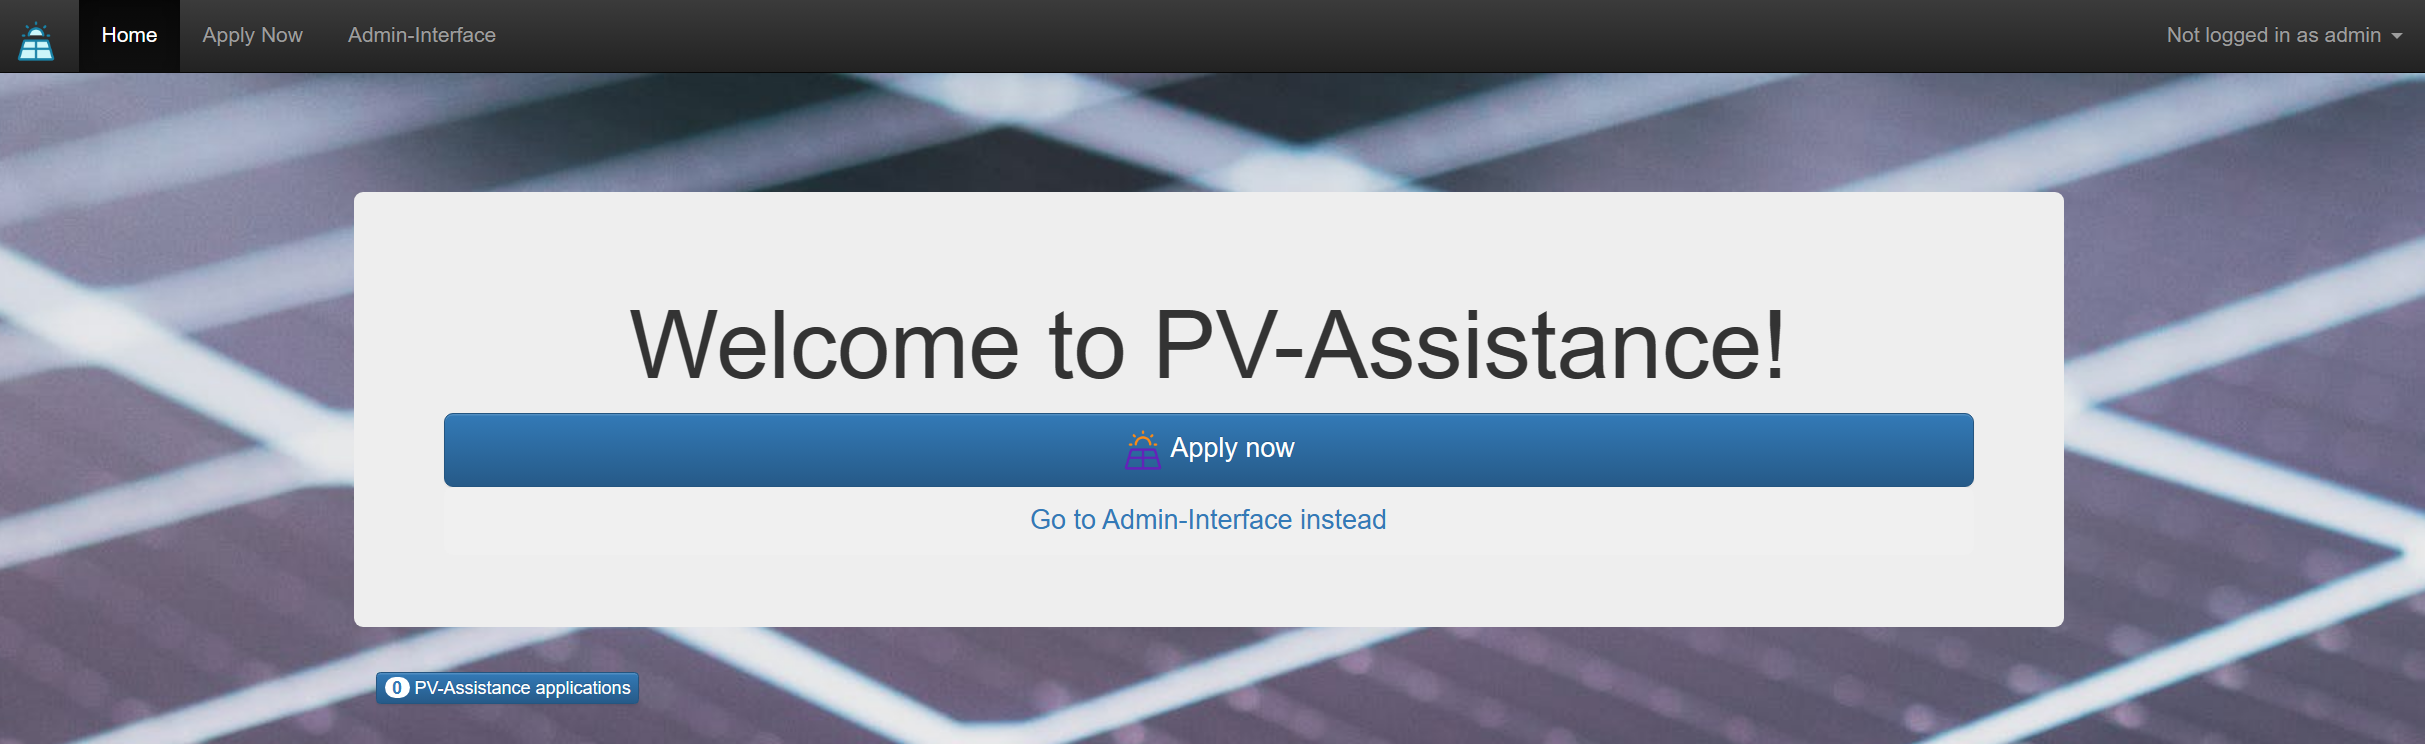 Home Apply Now Admin-Interface Not logged in as admin
Welcome to PV-Assistance!
Apply now
Go to Admin-Interface instead
0 PV-Assistance applications